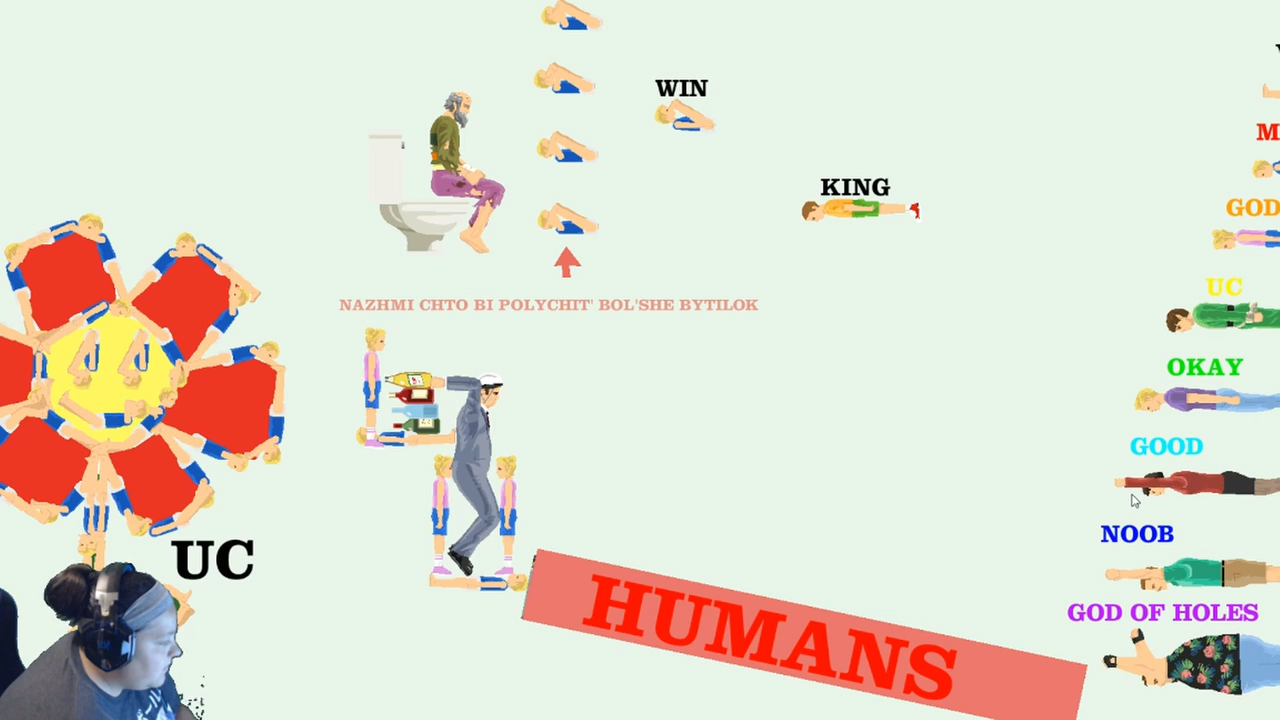 WIN
KING
GOD
UC
NAZHMI CHTO BI POLYCHIT' BOL'SHE BYTILOK
OKAY
GOOD
NOOB
UC
HUMANS
GOD OF HOLES